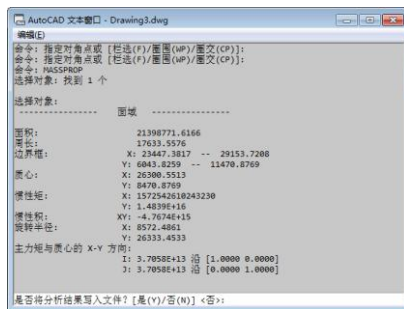 AutoCAD 文本窗口 - Drawing3.dwg
编辑(E)
命令: 指定对角点或 [栏选(F)/圈围(WP)/圈交(CP)]:
命令: 指定对角点或 [栏选(F)/圈围(WP)/圈交(CP)]:
命令: MASSPROP
选择对象: 找到 1 个
选择对象:
---------------- 面域 ----------------
面积: 21398771.6166
周长: 17633.5576
边界框: X: 23447.3817 -- 29153.7208
Y: 6043.8259 -- 11470.8769
质心: X: 26300.5513
Y: 8470.8769
惯性矩: X: 1572542610243230
Y: 1.4839E+16
惯性积: XY: -4.7674E+15
旋转半径: X: 8572.4861
Y: 26333.4533
主力矩与质心的 X-Y 方向:
I: 3.7058E+13 沿 [1.0000 0.0000]
J: 3.7058E+13 沿 [0.0000 1.0000]
是否将分析结果写入文件? [是(Y)/否(N)] <否>: